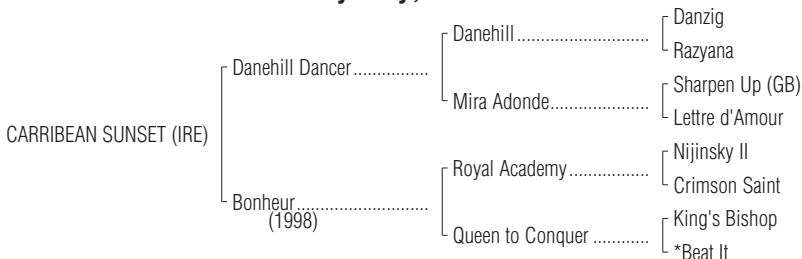 Danzig
Danehill
Razyana
Danehill Dancer
Sharpen Up (GB)
Mira Adonde
Lettre d'Amour
CARRIBEAN SUNSET (IRE)
Nijinsky II
Royal Academy
Crimson Saint
Bonheur
(1998)
King's Bishop
Queen to Conquer
*Beat It